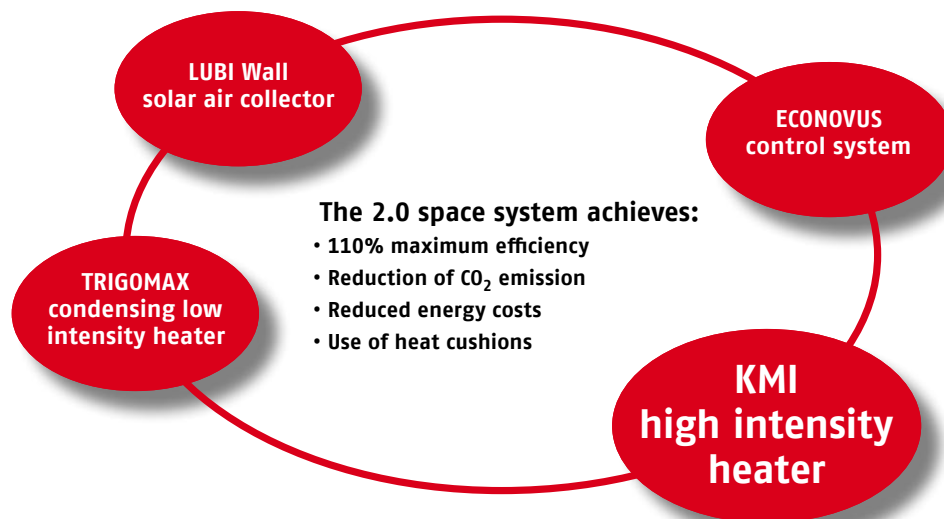 LUBI Wall
solar air collector
ECONOVUS
control system
The 2.0 space system achieves:
· 110% maximum efficiency
· Reduction of CO₂ emission
· Reduced energy costs
· Use of heat cushions
TRIGOMAX
condensing low
intensity heater
KMI
high intensity
heater